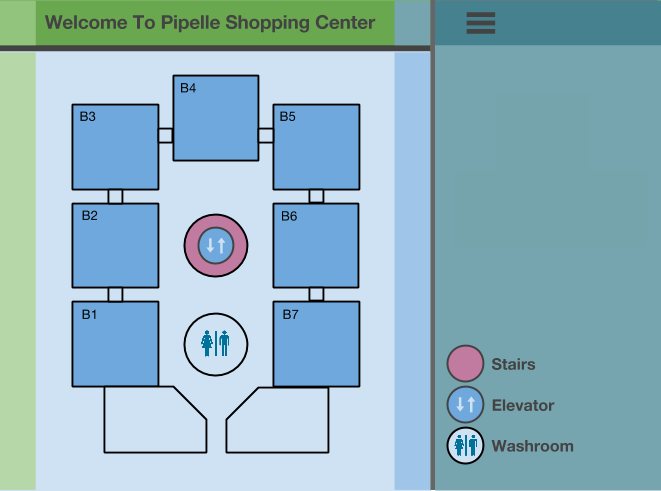 Welcome To Pipelle Shopping Center
B4
B3
B5
B2
B6
B1
B7
Stairs
Elevator
Washroom